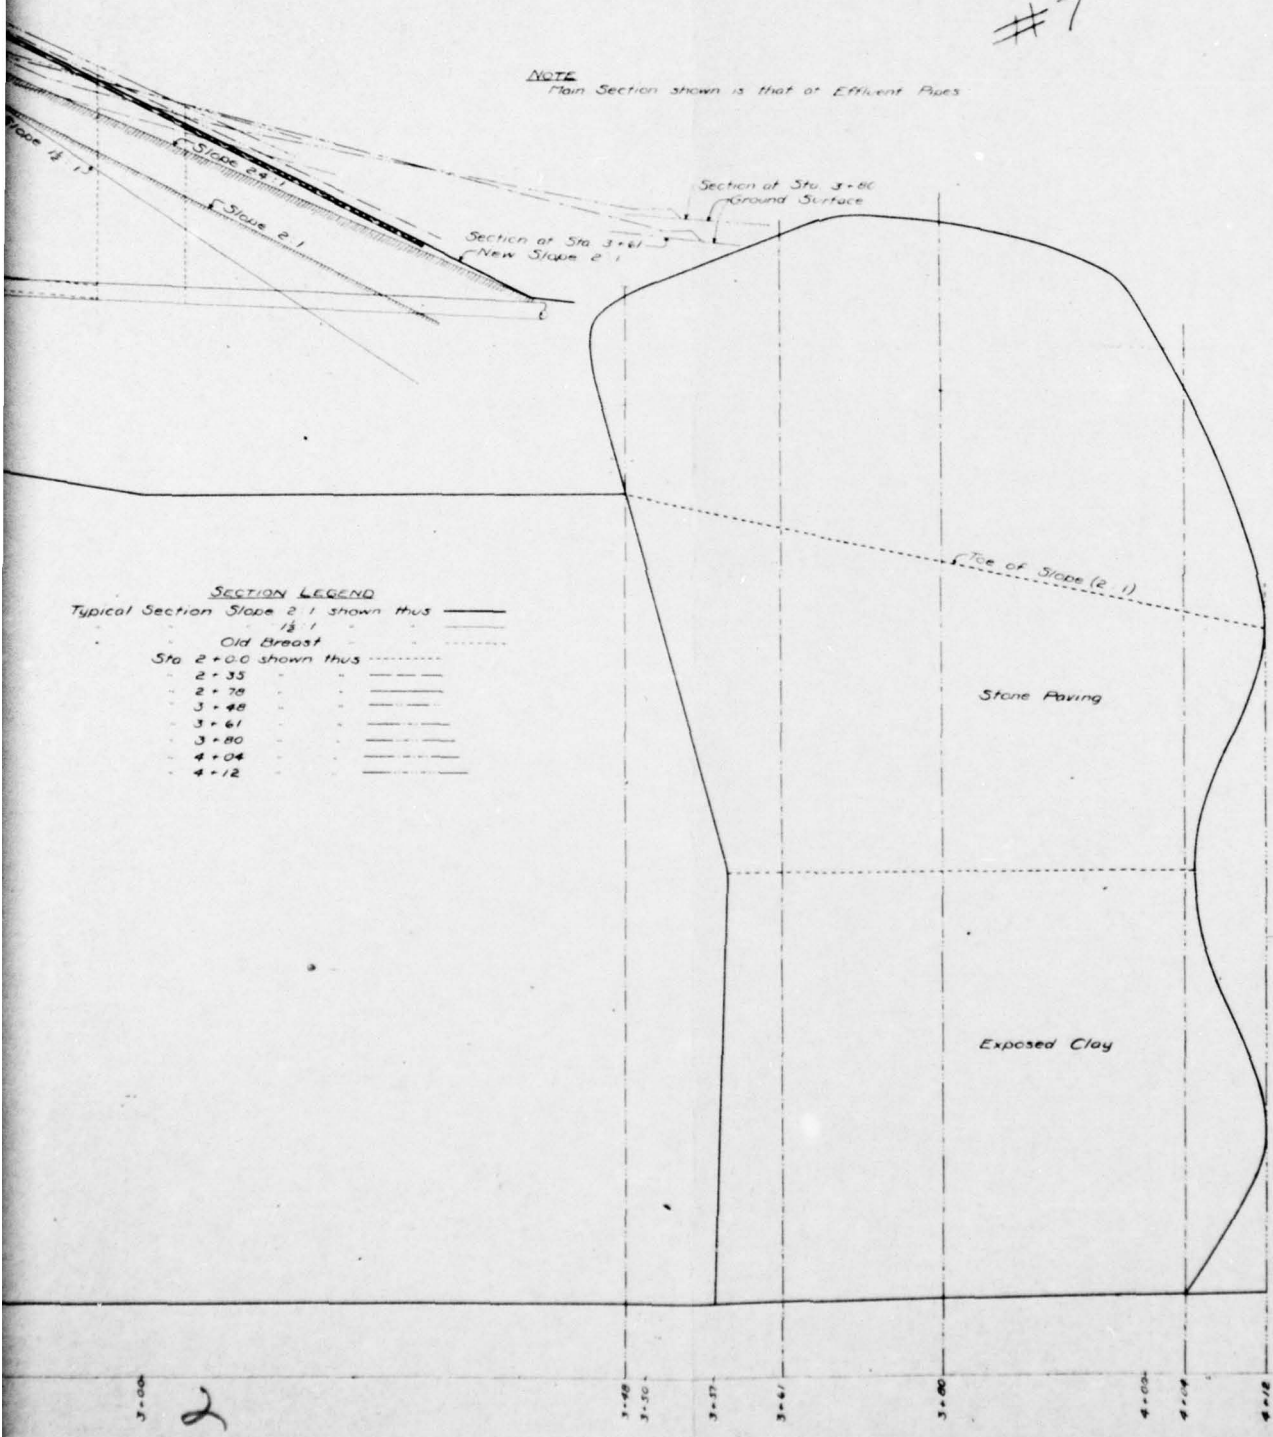 #7
NOTE
Main Section shown is that at Effluent Pipes
Slope 1½:1
Slope 2¼:1
Slope 2:1
Section at Sta. 3+80
Ground Surface
Section at Sta 3+61
New Slope 2:1
Toe of Slope (2:1)
SECTION LEGEND
Typical Section Slope 2:1 shown thus
" " " 1½:1 " "
" Old Breast " "
Sta 2+00 shown thus
" 2+35 " "
" 2+78 " "
" 3+48 " "
" 3+61 " "
" 3+80 " "
" 4+04 " "
" 4+12 " "
Stone Paving
Exposed Clay
3+00
3+48
3+50
3+57
3+61
3+80
4+00
4+04
4+12
2